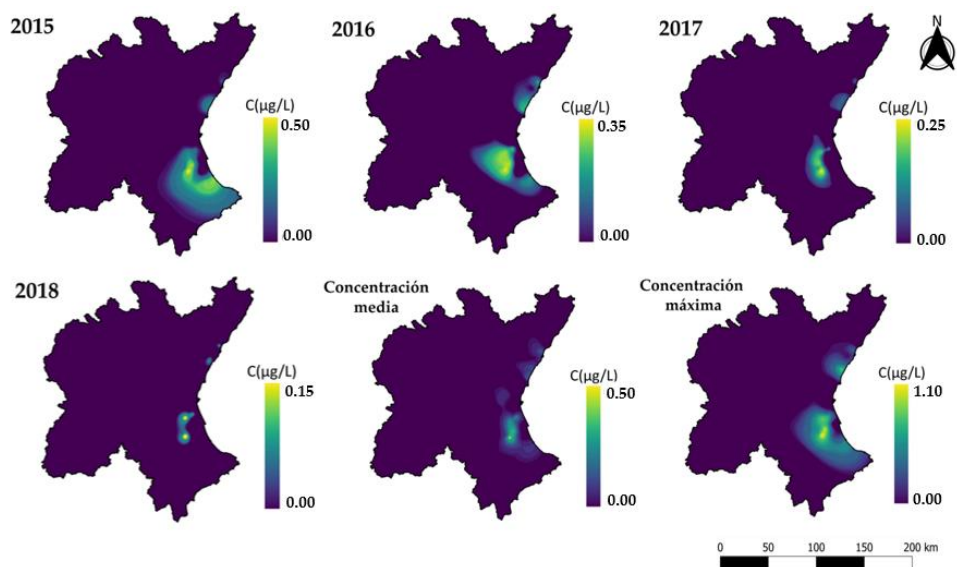 2015
C(µg/L)
0.50
0.00
2016
C(µg/L)
0.35
0.00
2017
N
C(µg/L)
0.25
0.00
2018
C(µg/L)
0.15
0.00
Concentración
media
C(µg/L)
0.50
0.00
Concentración
máxima
C(µg/L)
1.10
0.00
0 50 100 150 200 km